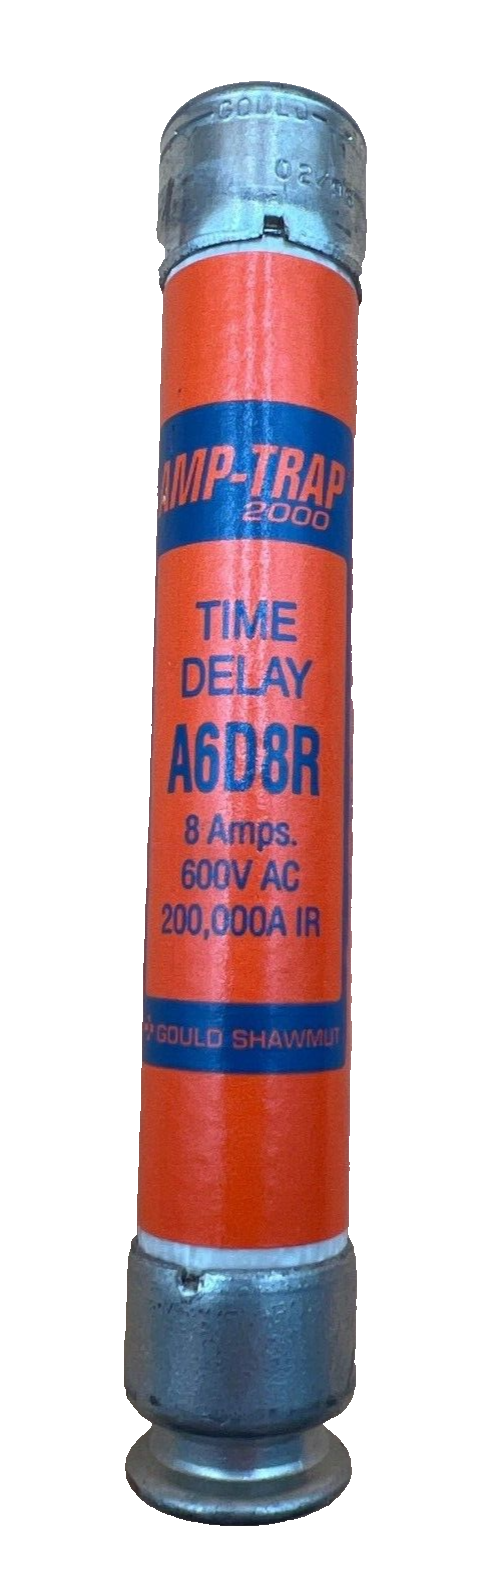 GOULD
AMP-TRAP
2000
TIME
DELAY
A6D8R
8 Amps.
600V AC
200,000A IR
GOULD SHAWMUT